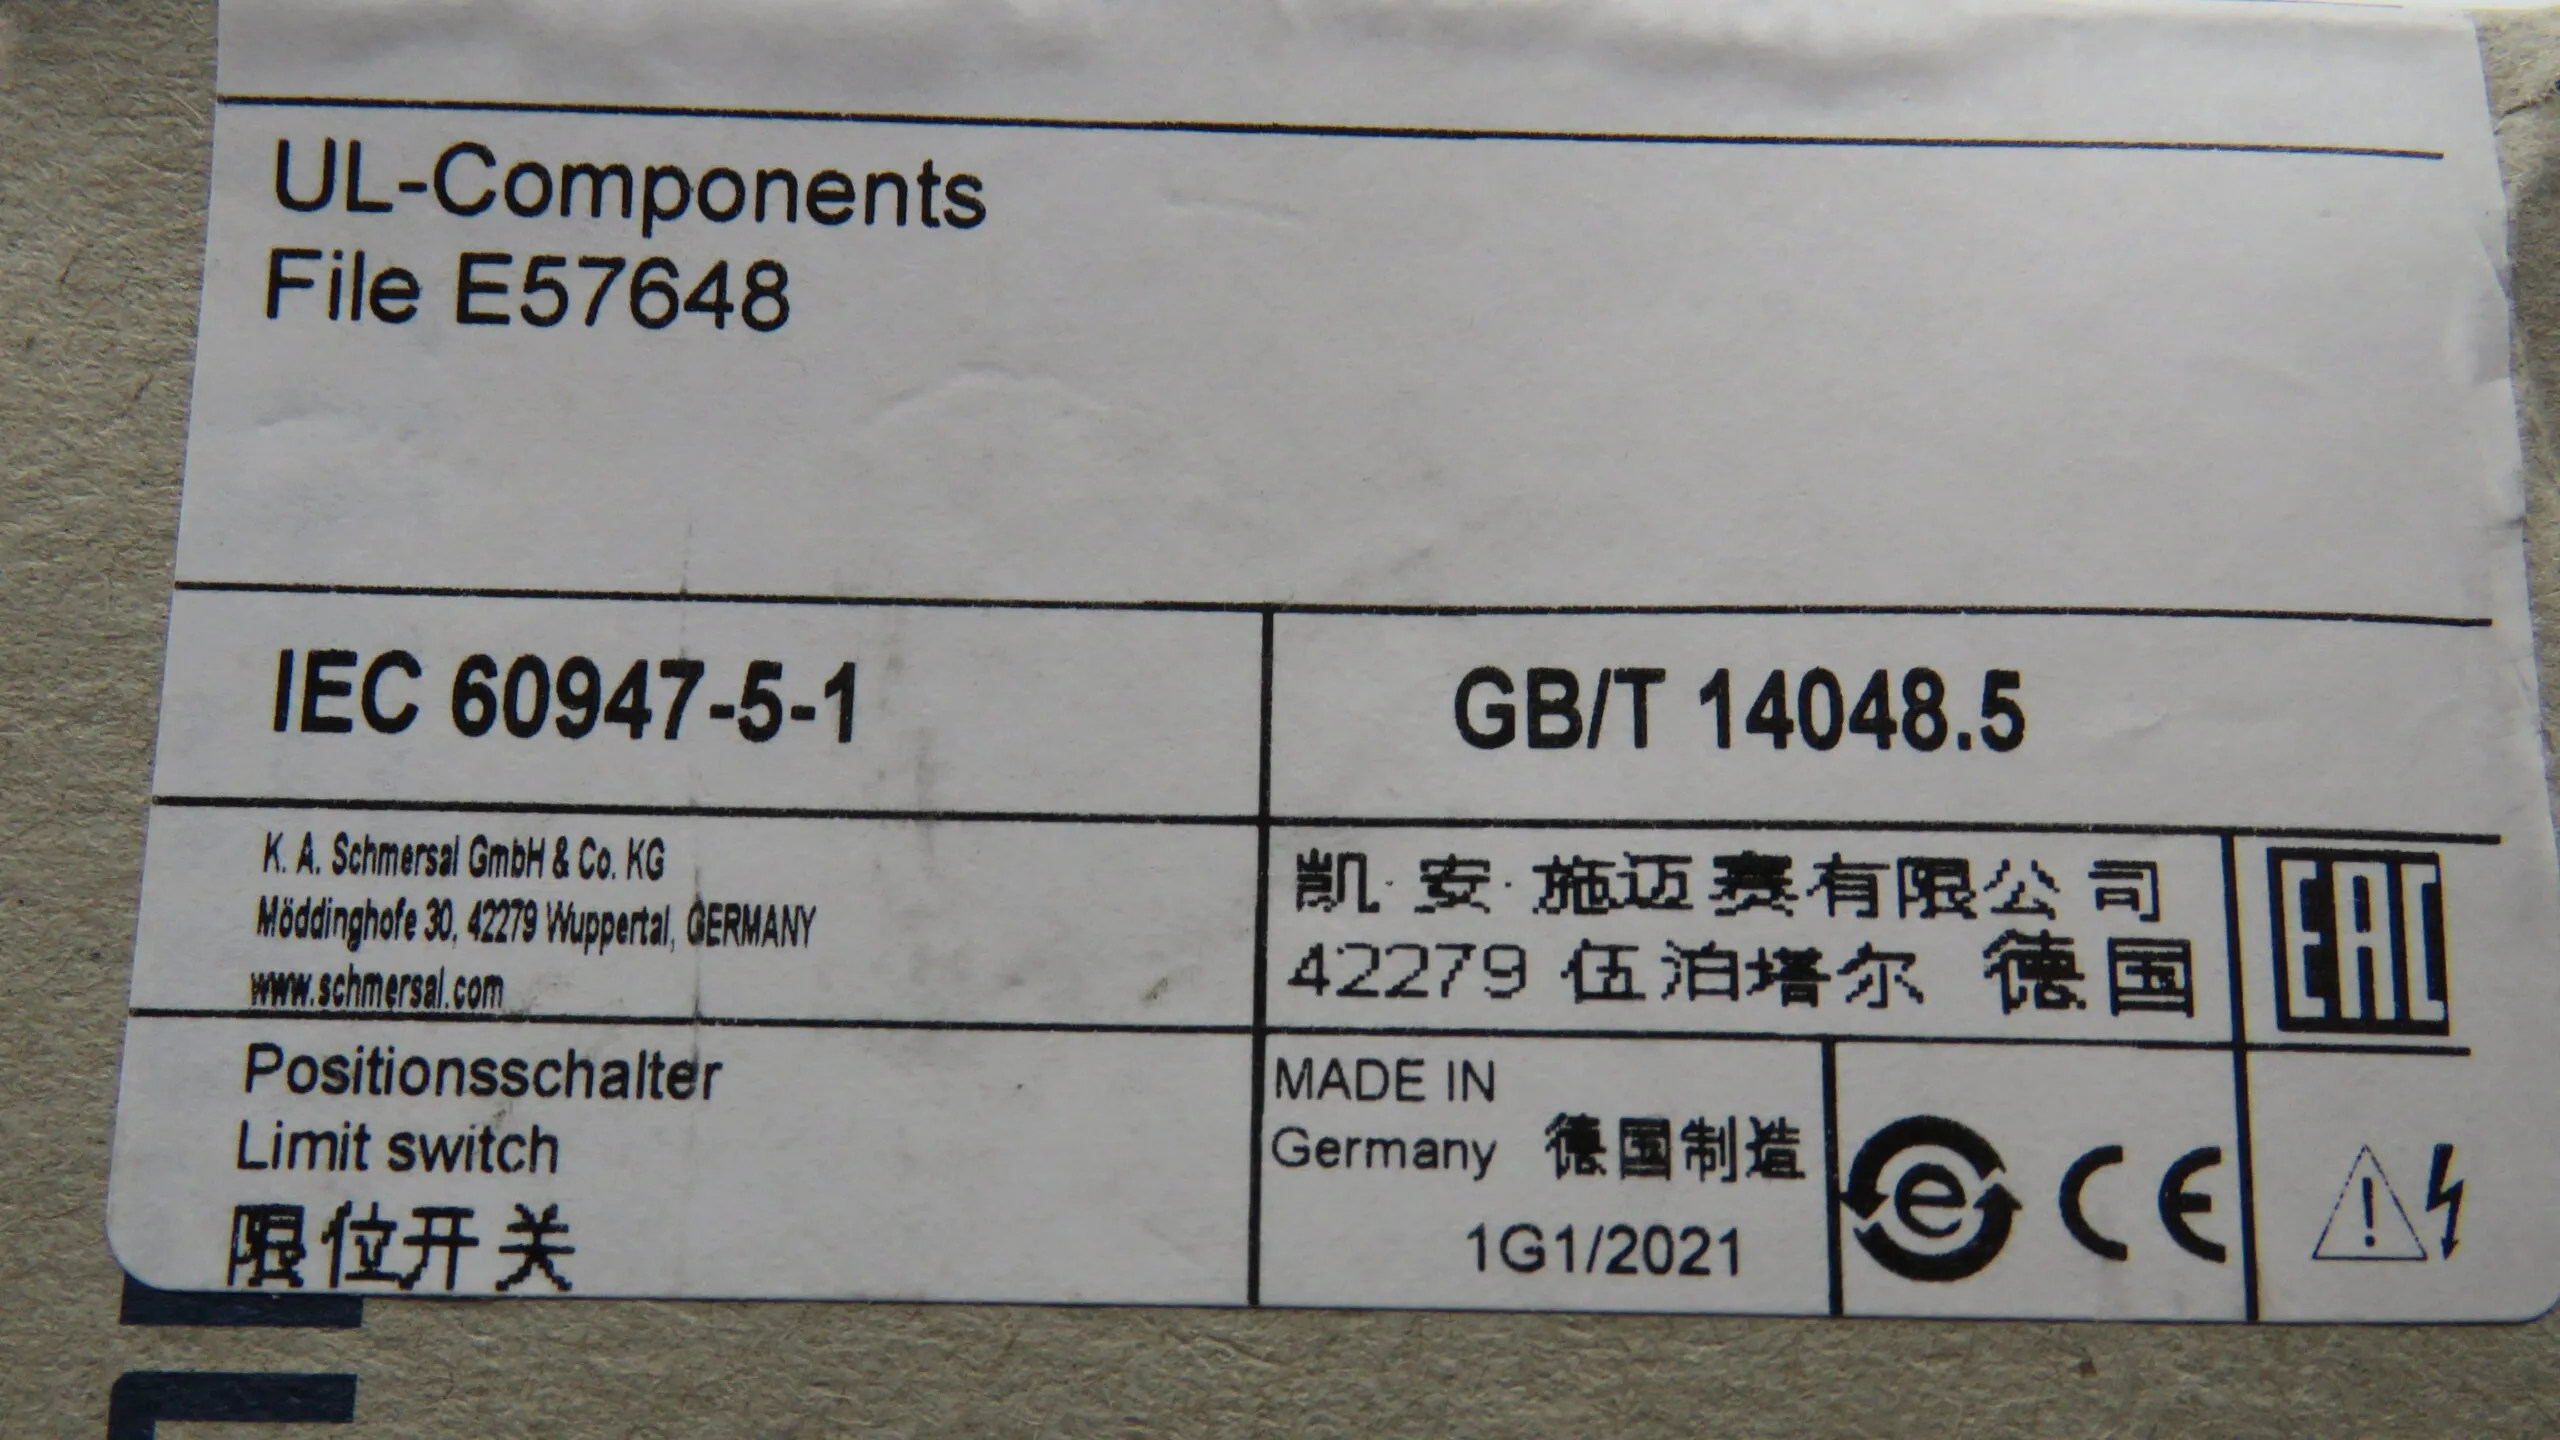 UL-Components
File E57648
IEC 60947-5-1
GB/T 14048.5
K. A. Schmersal GmbH & Co. KG
Möddinghofe 30, 42279 Wuppertal, GERMANY
www.schmersal.com
凯·安·施迈赛有限公司
42279 伍泊塔尔 德国
EAC
Positionsschalter
Limit switch
限位开关
MADE IN
Germany 德国制造
1G1/2021
e CE